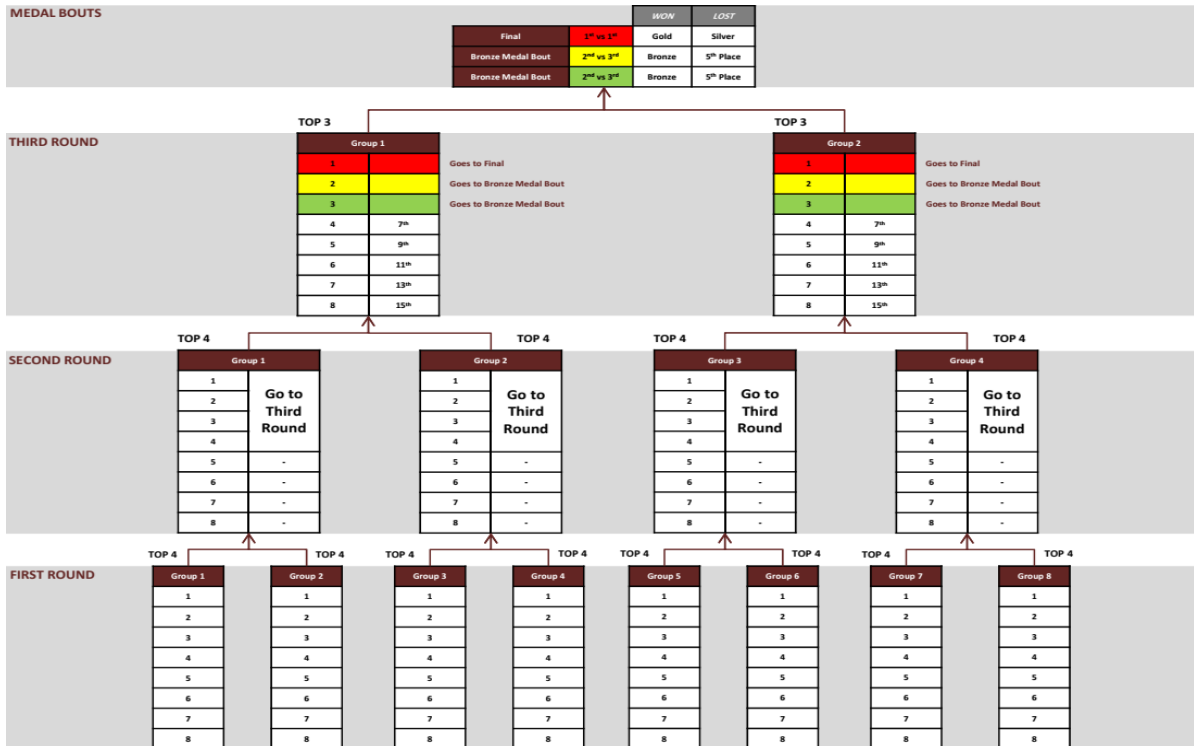 MEDAL BOUTS
WON LOST
Final 1st vs 1st Gold Silver
Bronze Medal Bout 2nd vs 3rd Bronze 5th Place
Bronze Medal Bout 2nd vs 3rd Bronze 5th Place
TOP 3 TOP 3
THIRD ROUND
Group 1 Group 2
1 Goes to Final 1 Goes to Final
2 Goes to Bronze Medal Bout 2 Goes to Bronze Medal Bout
3 Goes to Bronze Medal Bout 3 Goes to Bronze Medal Bout
4 7th 4 7th
5 9th 5 9th
6 11th 6 11th
7 13th 7 13th
8 15th 8 15th
TOP 4 TOP 4 TOP 4 TOP 4
SECOND ROUND
Group 1 Group 2 Group 3 Group 4
1 1 1 1
Go to Go to Go to Go to
2 2 2 2
Third Third Third Third
3 3 3 3
Round Round Round Round
4 4 4 4
5 - 5 - 5 - 5 -
6 - 6 - 6 - 6 -
7 - 7 - 7 - 7 -
8 - 8 - 8 - 8 -
TOP 4 TOP 4 TOP 4 TOP 4 TOP 4 TOP 4 TOP 4 TOP 4
FIRST ROUND
Group 1 Group 2 Group 3 Group 4 Group 5 Group 6 Group 7 Group 8
1 1 1 1 1 1 1 1
2 2 2 2 2 2 2 2
3 3 3 3 3 3 3 3
4 4 4 4 4 4 4 4
5 5 5 5 5 5 5 5
6 6 6 6 6 6 6 6
7 7 7 7 7 7 7 7
8 8 8 8 8 8 8 8